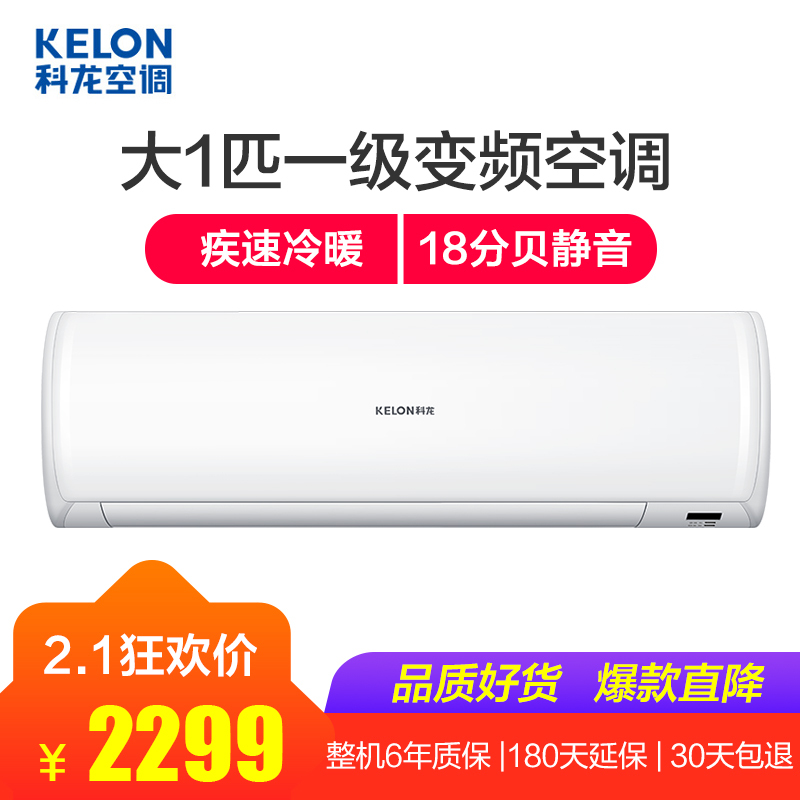 KELON
科龙空调
大1匹一级变频空调
疾速冷暖 18分贝静音
KELON科龙
2.1狂欢价
¥ 2299
品质好货 爆款直降
整机6年质保 |180天延保 | 30天包退